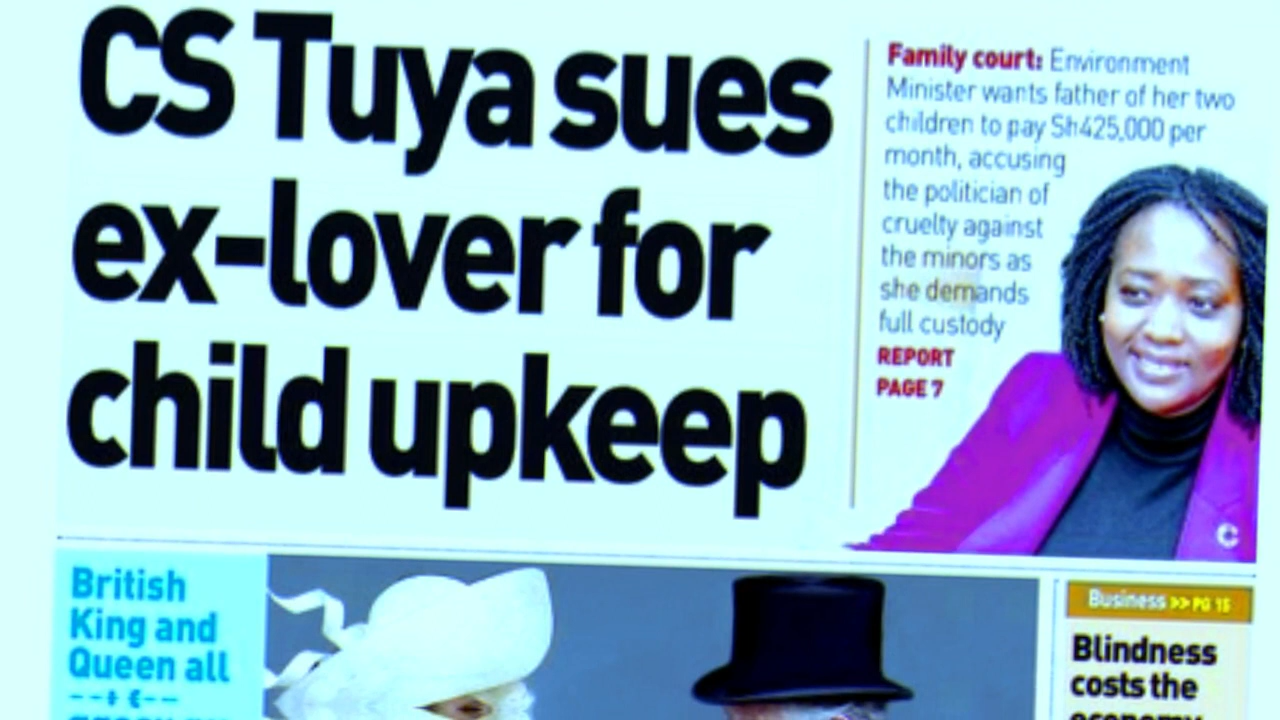 CS Tuya sues
ex-lover for
child upkeep
Family court: Environment
Minister wants father of her two
children to pay Sh425,000 per
month, accusing
the politician of
cruelty against
the minors as
she demands
full custody
REPORT
PAGE 7
British
King and
Queen all
Business >> PG 15
Blindness
costs the
economy